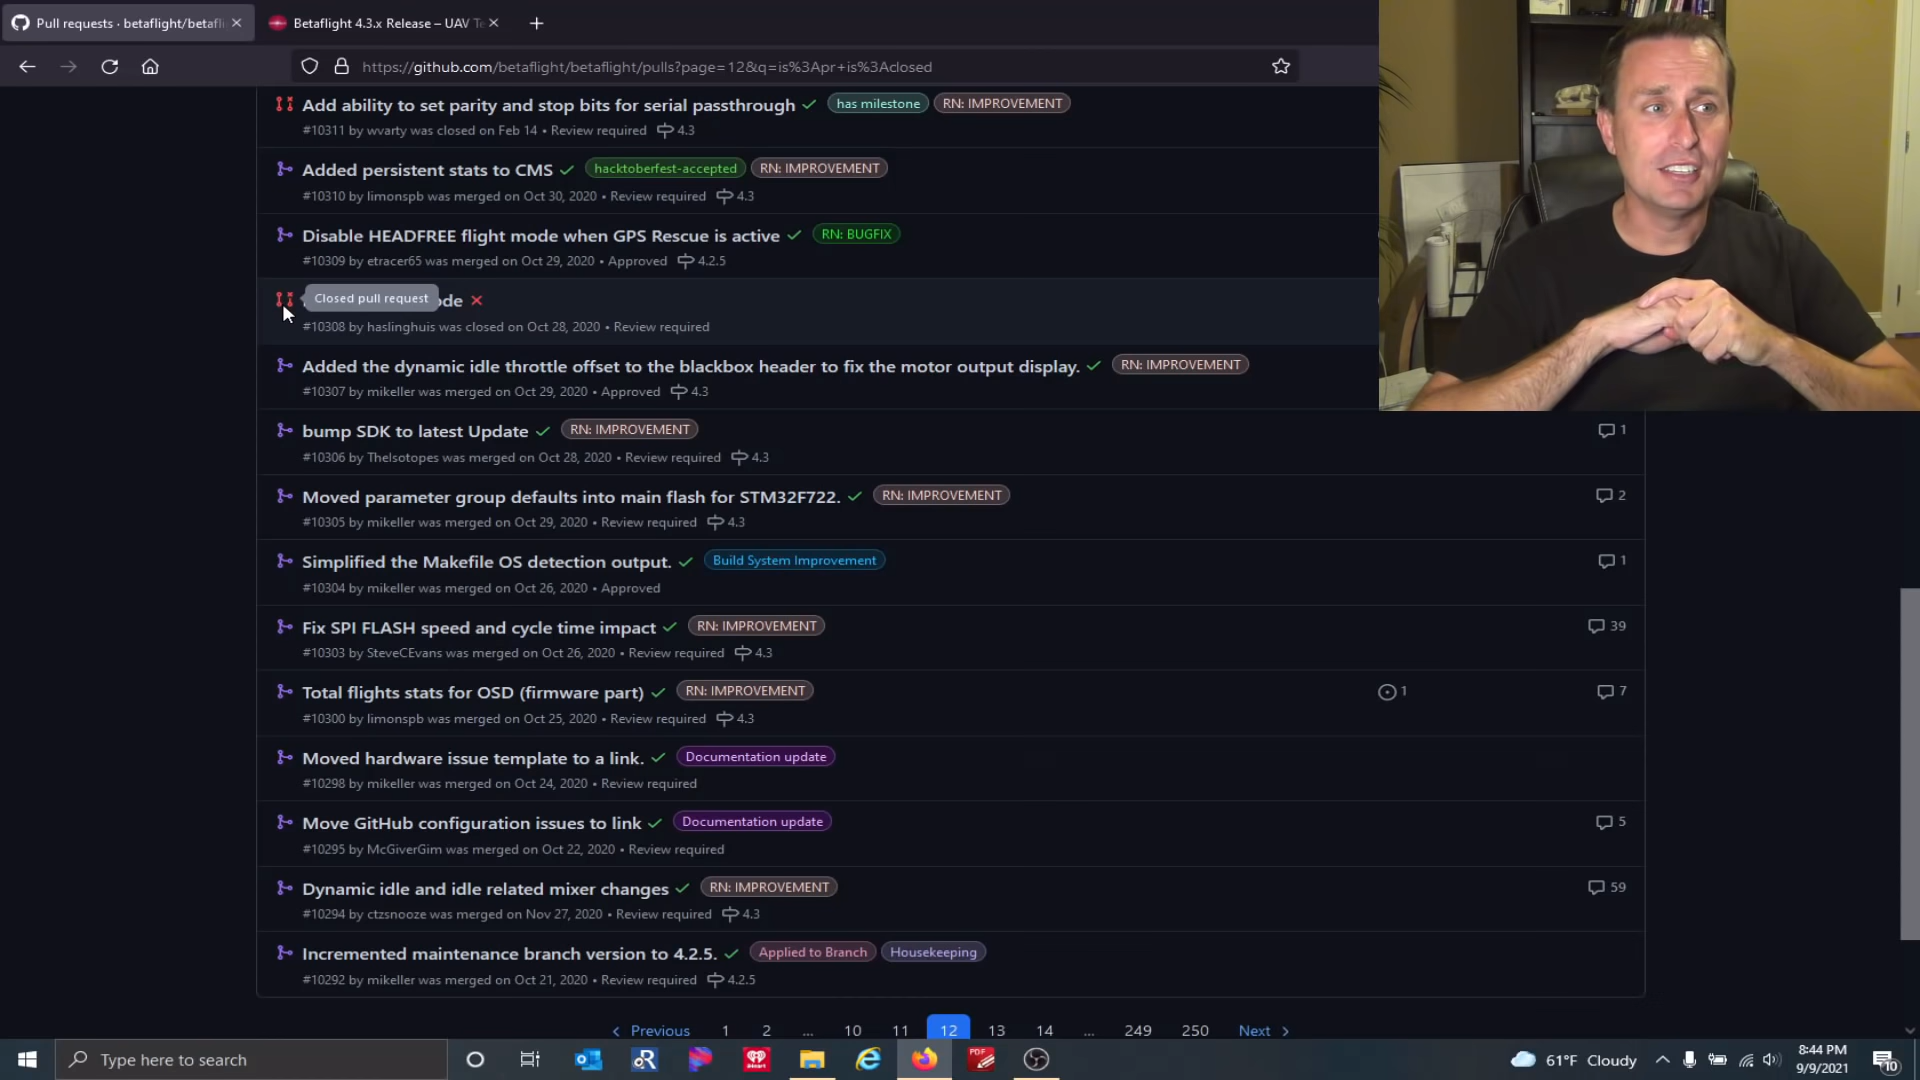 Pull requests · betaflight/betafl
Betaflight 4.3.x Release – UAV Te
https://github.com/betaflight/betaflight/pulls?page=12&q=is%3Apr+is%3Aclosed
Add ability to set parity and stop bits for serial passthrough has milestone RN: IMPROVEMENT
#10311 by wvarty was closed on Feb 14 • Review required 4.3
Added persistent stats to CMS hacktoberfest-accepted RN: IMPROVEMENT
#10310 by limonspb was merged on Oct 30, 2020 • Review required 4.3
Disable HEADFREE flight mode when GPS Rescue is active RN: BUGFIX
#10309 by etracer65 was merged on Oct 29, 2020 • Approved 4.2.5
Closed pull request ode
#10308 by haslinghuis was closed on Oct 28, 2020 • Review required
Added the dynamic idle throttle offset to the blackbox header to fix the motor output display. RN: IMPROVEMENT
#10307 by mikeller was merged on Oct 29, 2020 • Approved 4.3
bump SDK to latest Update RN: IMPROVEMENT 1
#10306 by TheIsotopes was merged on Oct 28, 2020 • Review required 4.3
Moved parameter group defaults into main flash for STM32F722. RN: IMPROVEMENT 2
#10305 by mikeller was merged on Oct 29, 2020 • Review required 4.3
Simplified the Makefile OS detection output. Build System Improvement 1
#10304 by mikeller was merged on Oct 26, 2020 • Approved
Fix SPI FLASH speed and cycle time impact RN: IMPROVEMENT 39
#10303 by SteveCEvans was merged on Oct 26, 2020 • Review required 4.3
Total flights stats for OSD (firmware part) RN: IMPROVEMENT 1 7
#10300 by limonspb was merged on Oct 25, 2020 • Review required 4.3
Moved hardware issue template to a link. Documentation update
#10298 by mikeller was merged on Oct 24, 2020 • Review required
Move GitHub configuration issues to link Documentation update 5
#10295 by McGiverGim was merged on Oct 22, 2020 • Review required
Dynamic idle and idle related mixer changes RN: IMPROVEMENT 59
#10294 by ctzsnooze was merged on Nov 27, 2020 • Review required 4.3
Incremented maintenance branch version to 4.2.5. Applied to Branch Housekeeping
#10292 by mikeller was merged on Oct 21, 2020 • Review required 4.2.5
Previous 1 2 … 10 11 12 13 14 … 249 250 Next
Type here to search
61°F Cloudy
8:44 PM
9/9/2021
10